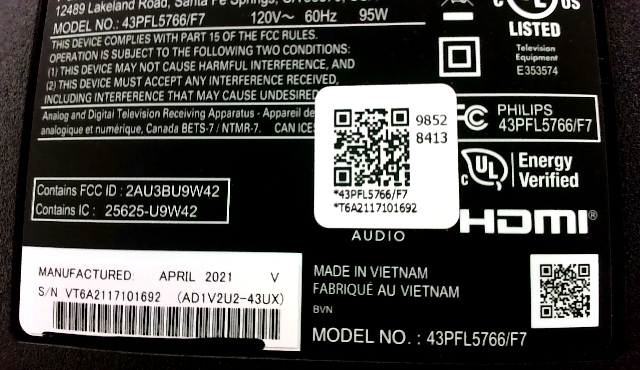 12489 Lakeland Road, Santa Fe Springs,
MODEL NO.: 43PFL5766/F7 120V~ 60Hz 95W
THIS DEVICE COMPLIES WITH PART 15 OF THE FCC RULES.
OPERATION IS SUBJECT TO THE FOLLOWING TWO CONDITIONS:
(1) THIS DEVICE MAY NOT CAUSE HARMFUL INTERFERENCE, AND
(2) THIS DEVICE MUST ACCEPT ANY INTERFERENCE RECEIVED,
INCLUDING INTERFERENCE THAT MAY CAUSE UNDESIRED
Analog and Digital Television Receiving Apparatus - Appareil de
analogique et numérique, Canada BETS-7 / NTMR-7. CAN ICES
Contains FCC ID : 2AU3BU9W42
Contains IC : 25625-U9W42
C UL US
LISTED
Television
Equipment
E353574
FC PHILIPS
43PFL5766/F7
9852
8413
*43PFL5766/F7
*T6A2117101692
c UL Energy
Verified
HDMI®
AUDIO
MANUFACTURED: APRIL 2021 V
S/N VT6A2117101692 (AD1V2U2-43UX)
MADE IN VIETNAM
FABRIQUÉ AU VIETNAM
BVN
MODEL NO. : 43PFL5766/F7